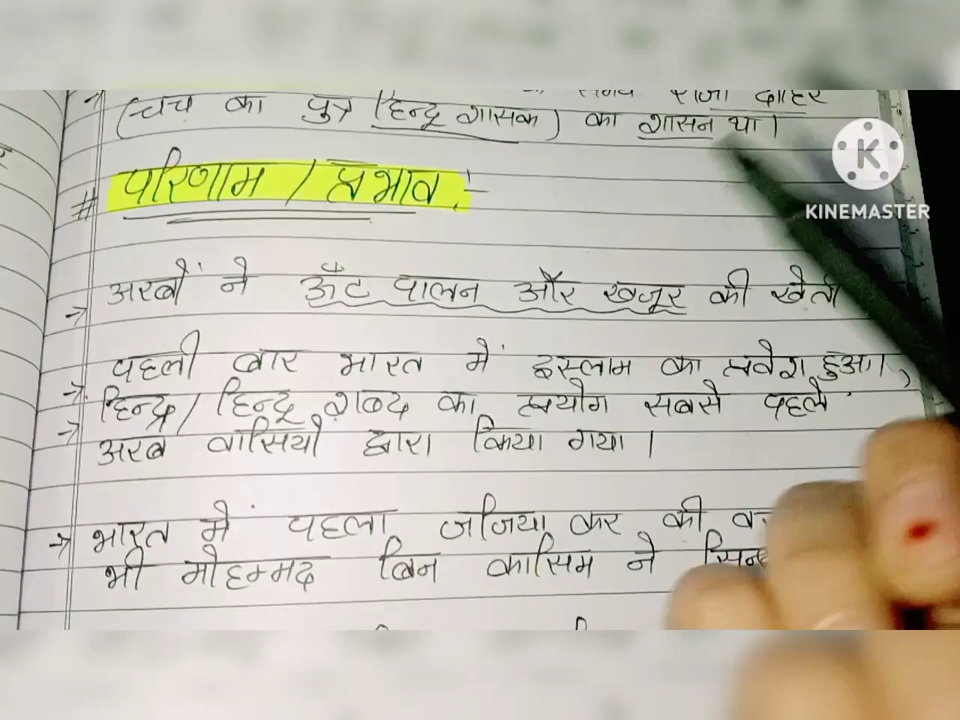 समय राजा दाहिर
(चच का पुत्र हिन्दू शासक) का शासन था।
# परिणाम / प्रभाव :-
→ अरबों ने ऊँट पालन और खजूर की खेती
→ पहली बार भारत में इस्लाम का प्रवेश हुआ।,
→ हिन्द / हिन्दू शब्द का प्रयोग सबसे पहले
अरब वासियों द्वारा किया गया।
→ भारत में पहला जजिया कर की
भी मोहम्मद बिन कासिम ने
K
KINEMASTER